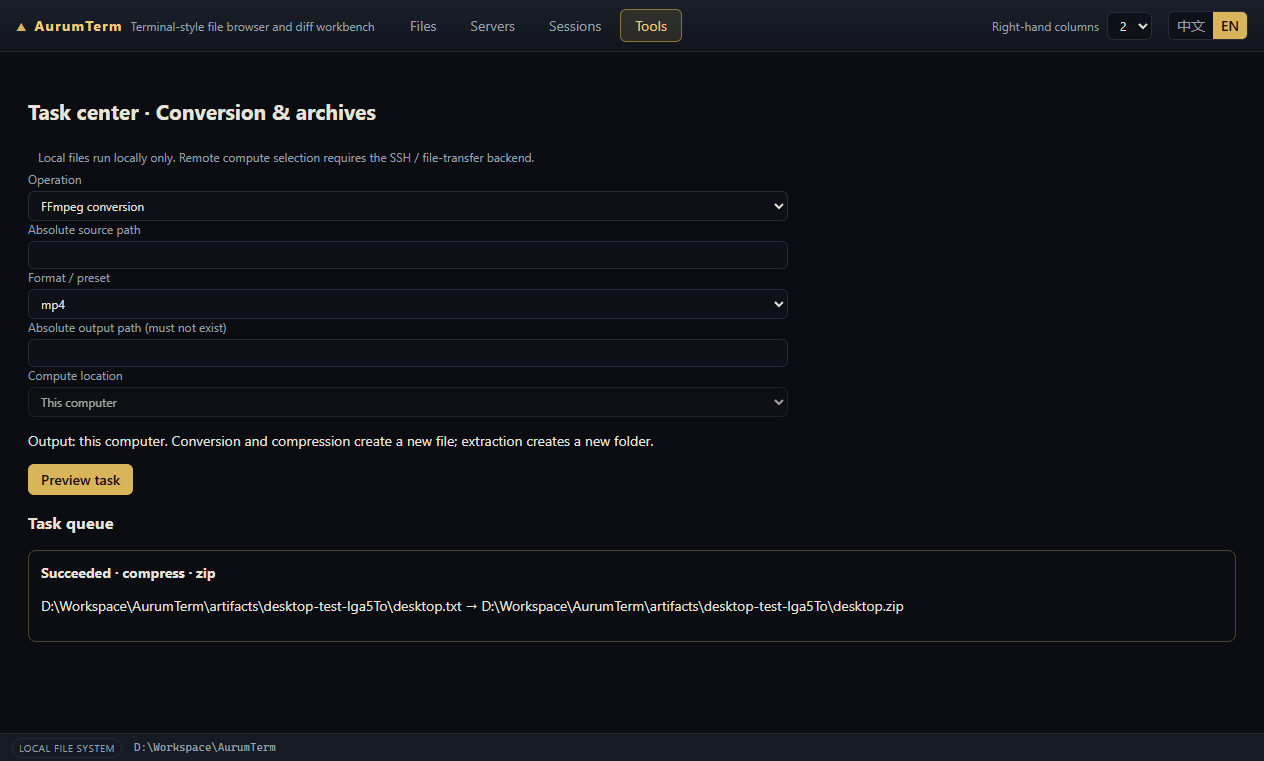 ▲ AurumTerm Terminal-style file browser and diff workbench Files Servers Sessions Tools Right-hand columns 2 中文 EN
Task center · Conversion & archives
Local files run locally only. Remote compute selection requires the SSH / file-transfer backend.
Operation
FFmpeg conversion
Absolute source path
Format / preset
mp4
Absolute output path (must not exist)
Compute location
This computer
Output: this computer. Conversion and compression create a new file; extraction creates a new folder.
Preview task
Task queue
Succeeded · compress · zip
D:\Workspace\AurumTerm\artifacts\desktop-test-Iga5To\desktop.txt → D:\Workspace\AurumTerm\artifacts\desktop-test-Iga5To\desktop.zip
LOCAL FILE SYSTEM D:\Workspace\AurumTerm